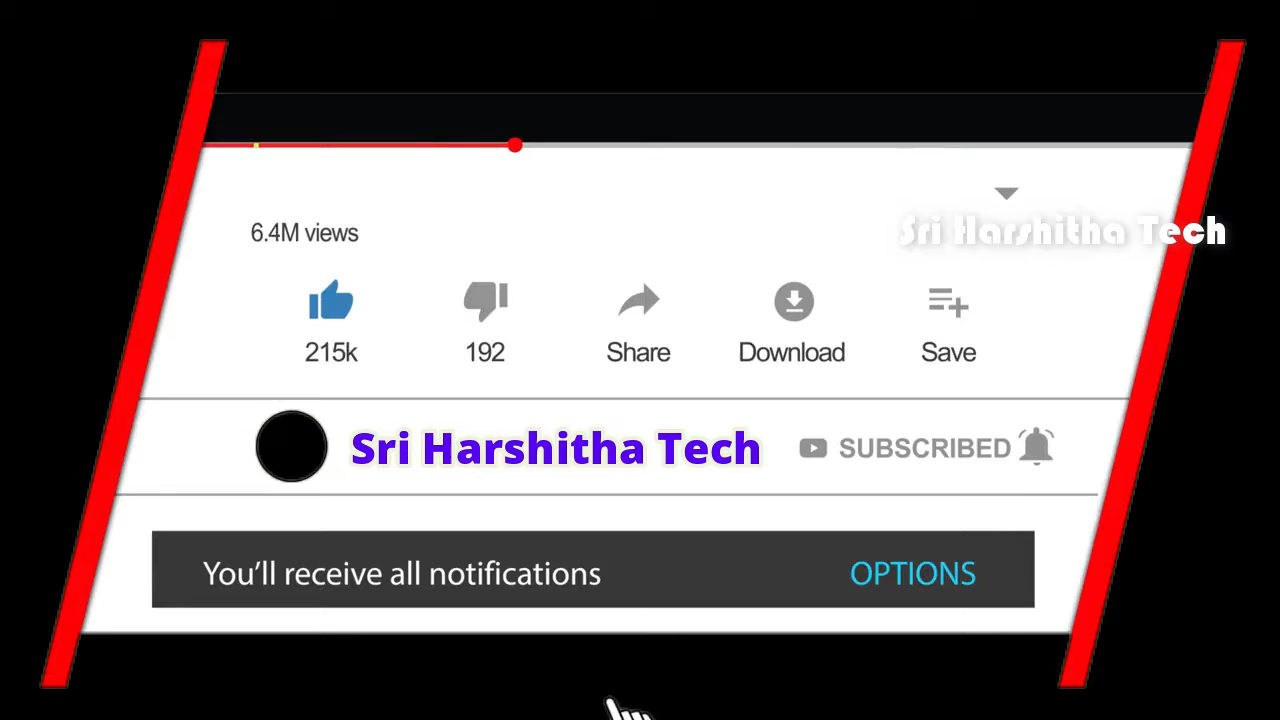 6.4M views
Sri Harshitha Tech
215k 192 Share Download Save
Sri Harshitha Tech SUBSCRIBED
You'll receive all notifications OPTIONS